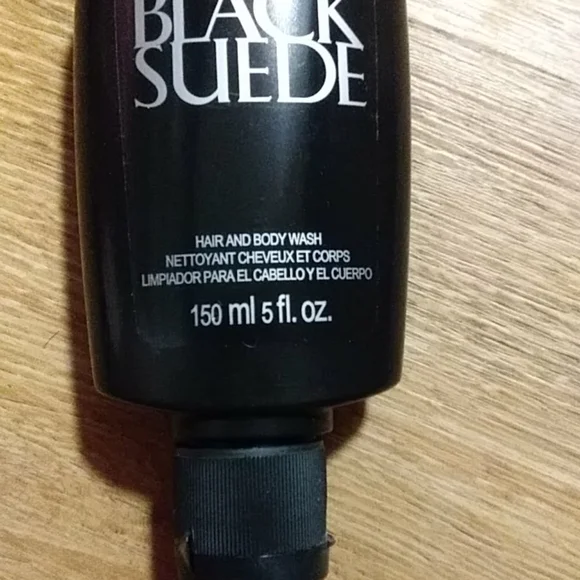 BLACK
SUEDE
HAIR AND BODY WASH
NETTOYANT CHEVEUX ET CORPS
LIMPIADOR PARA EL CABELLO Y EL CUERPO
150 ml 5 fl. oz.